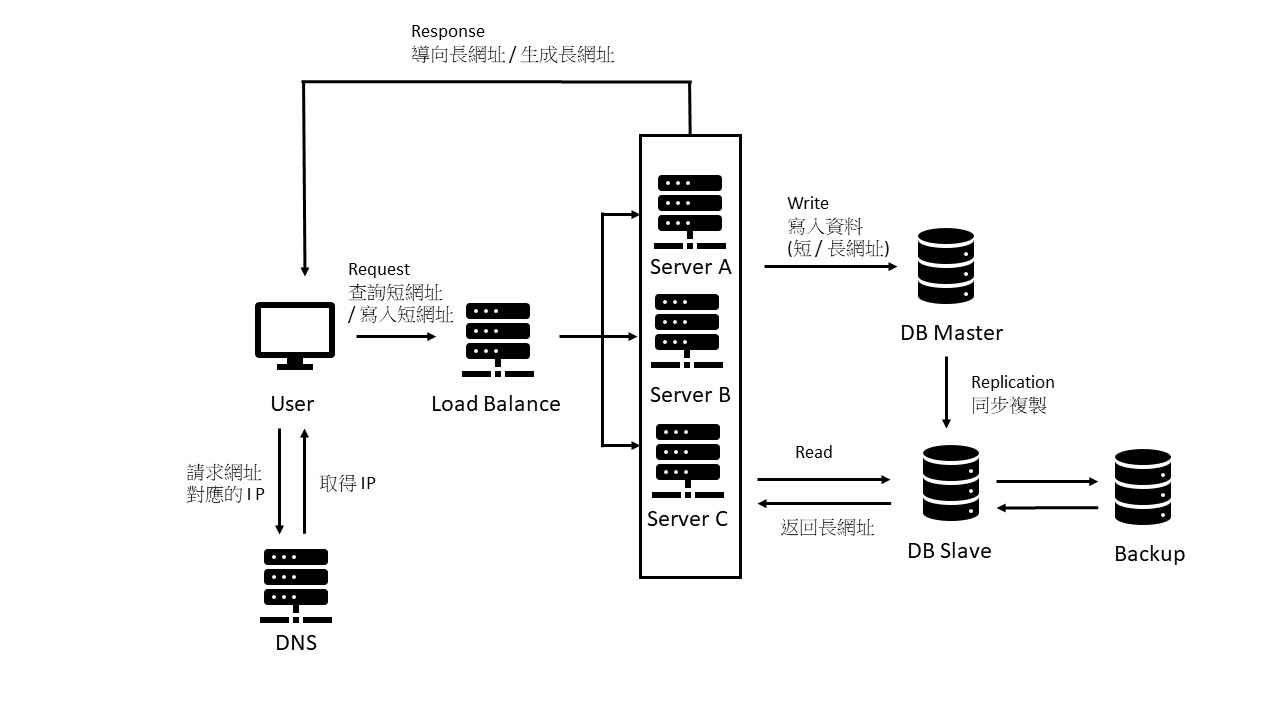 Response
導向長網址 / 生成長網址
Request
查詢短網址
/ 寫入短網址
User
Load Balance
請求網址
對應的 I P
取得 IP
DNS
Server A
Server B
Server C
Write
寫入資料
(短 / 長網址)
DB Master
Replication
同步複製
Read
返回長網址
DB Slave
Backup